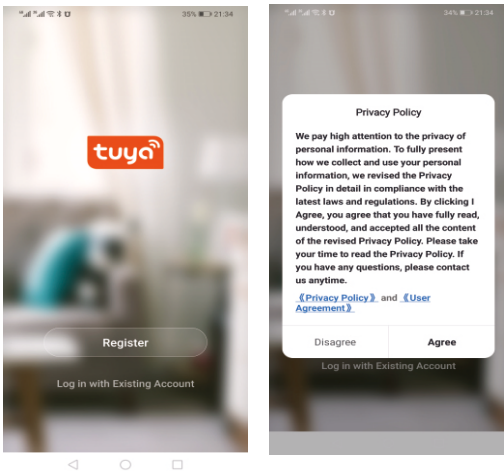 35% 21:34
tuya
Register
Log in with Existing Account
34% 21:34
Privacy Policy
We pay high attention to the privacy of
personal information. To fully present
how we collect and use your personal
information, we revised the Privacy
Policy in detail in compliance with the
latest laws and regulations. By clicking I
Agree, you agree that you have fully read,
understood, and accepted all the content
of the revised Privacy Policy. Please take
your time to read the Privacy Policy. If
you have any questions, please contact
us anytime.
《Privacy Policy》 and 《User
Agreement》
Disagree Agree
Log in with Existing Account